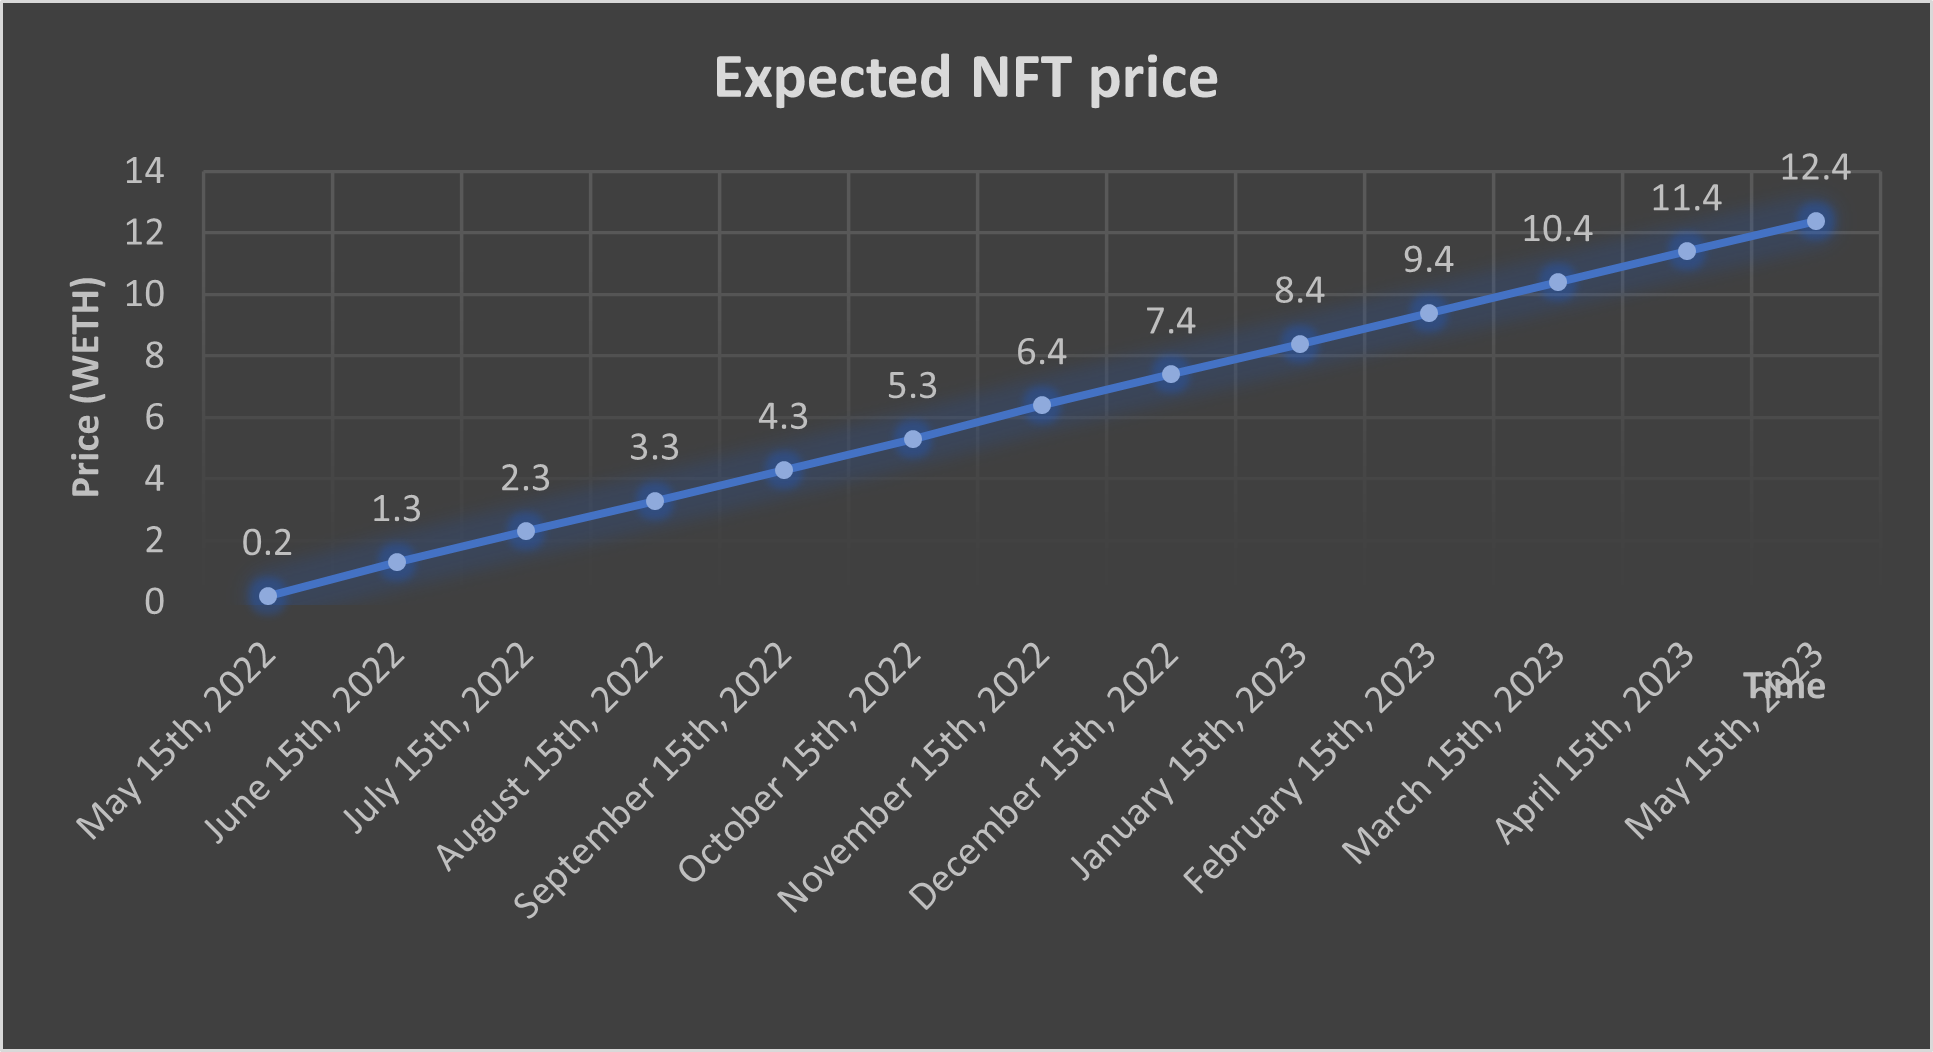 Expected NFT price
Price (WETH)
14
12
10
8
6
4
2
0
0.2
1.3
2.3
3.3
4.3
5.3
6.4
7.4
8.4
9.4
10.4
11.4
12.4
May 15th, 2022
June 15th, 2022
July 15th, 2022
August 15th, 2022
September 15th, 2022
October 15th, 2022
November 15th, 2022
December 15th, 2022
January 15th, 2023
February 15th, 2023
March 15th, 2023
April 15th, 2023
May 15th, 2023
Time